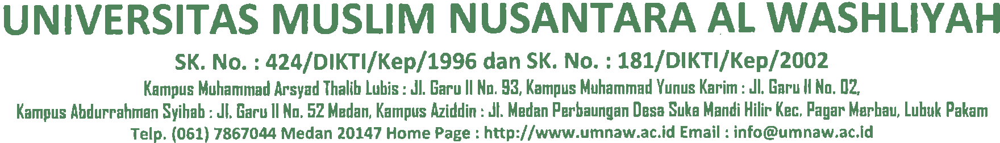 UNIVERSITAS MUSLIM NUSANTARA AL WASHLIYAH
SK. No. : 424/DIKTI/Kep/1996 dan SK. No. : 181/DIKTI/Kep/2002
Kampus Muhammad Arsyad Thalib Lubis : Jl. Garu II No. 93, Kampus Muhammad Yunus Karim : Jl. Garu II No. 02,
Kampus Abdurrahman Syihab : Jl. Garu II No. 52 Medan, Kampus Aziddin : Jl. Medan Perbaungan Desa Suka Mandi Hilir Kec. Pagar Merbau, Lubuk Pakam
Telp. (061) 7867044 Medan 20147 Home Page : http://www.umnaw.ac.id Email : info@umnaw.ac.id